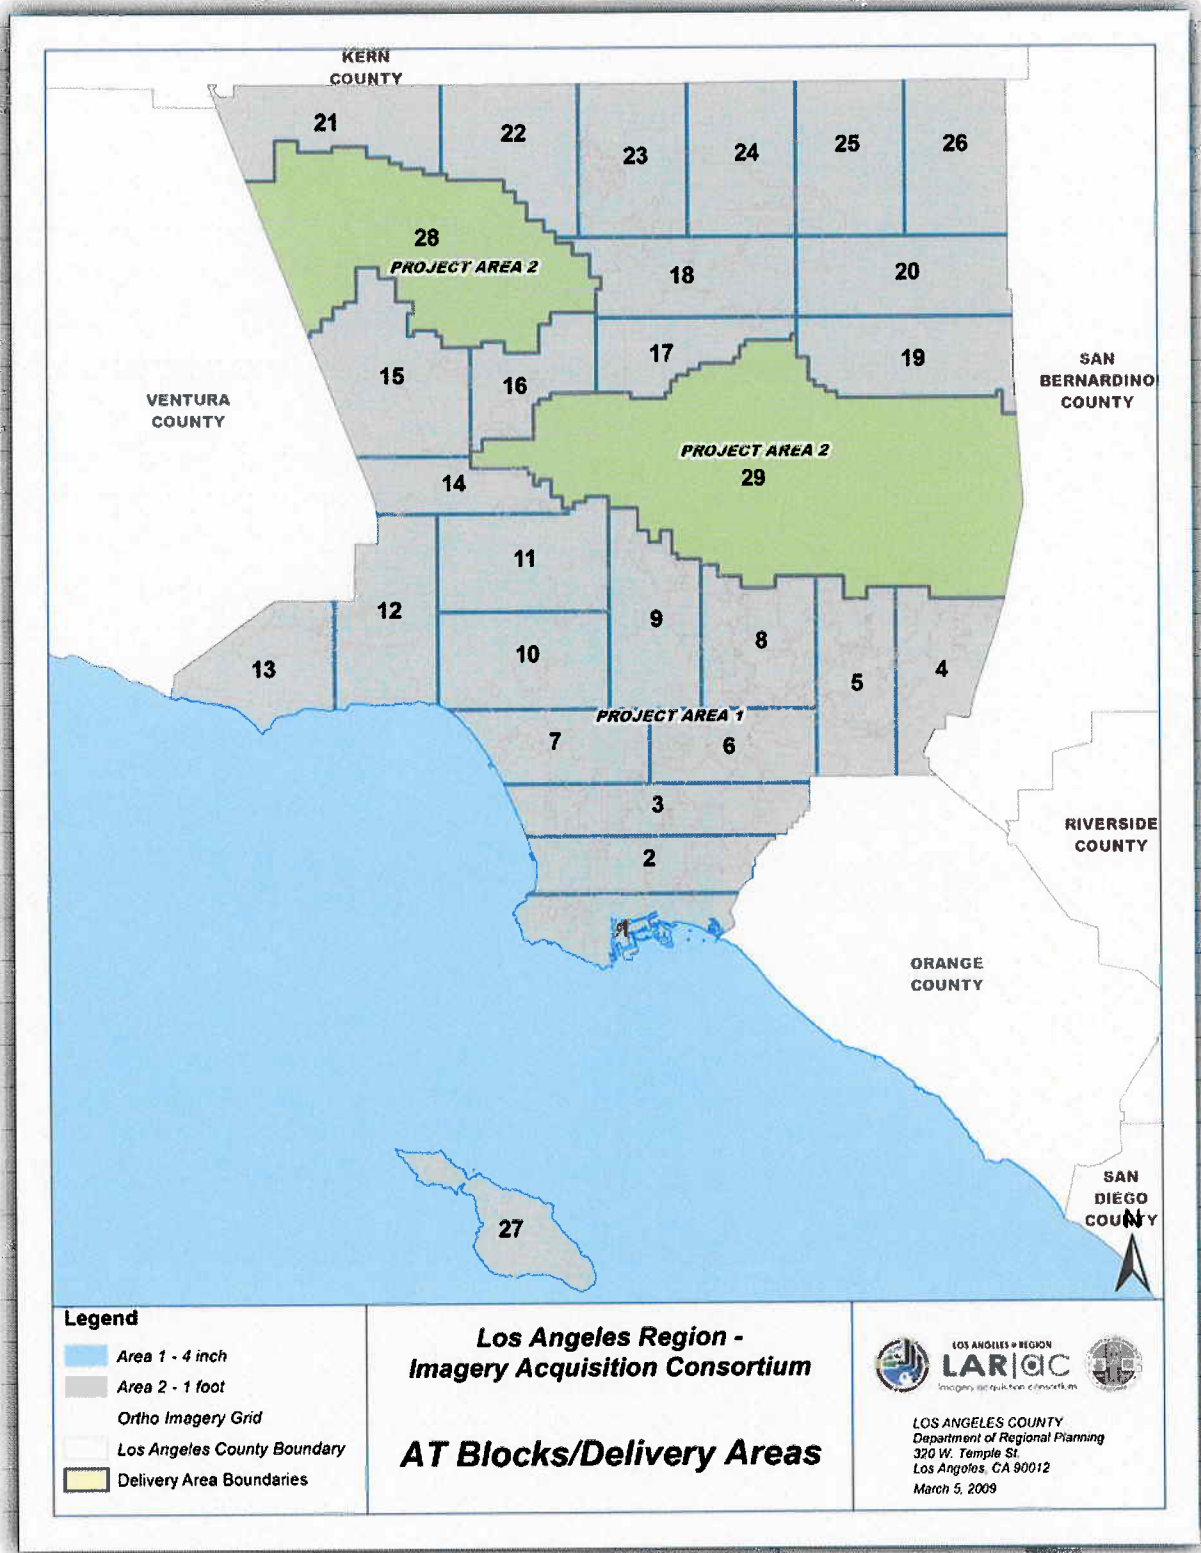 KERN
COUNTY
21
22
23
24
25
26
28
PROJECT AREA 2
18
20
17
19
15
16
SAN
BERNARDINO
COUNTY
VENTURA
COUNTY
PROJECT AREA 2
29
14
11
12
9
8
10
13
5
4
PROJECT AREA 1
7
6
3
2
1
RIVERSIDE
COUNTY
ORANGE
COUNTY
SAN
DIEGO
COUNTY
N
27
Legend
Area 1 - 4 inch
Area 2 - 1 foot
Ortho Imagery Grid
Los Angeles County Boundary
Delivery Area Boundaries
Los Angeles Region -
Imagery Acquisition Consortium
AT Blocks/Delivery Areas
LOS ANGELES REGION
LAR|aC
imagery acquisition consortium
LOS ANGELES COUNTY
Department of Regional Planning
320 W. Temple St.
Los Angeles, CA 90012
March 5, 2009